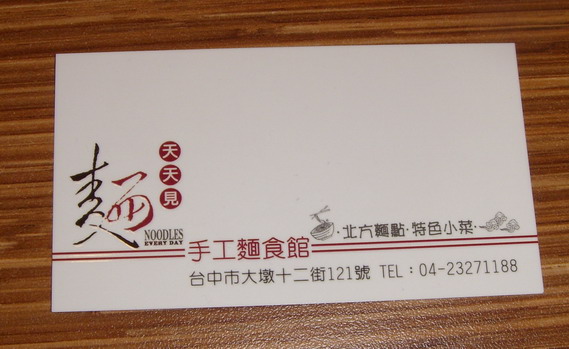 天天見
麵
NOODLES
EVERY DAY
手工麵食館
·北方麵點·特色小菜·
台中市大墩十二街121號 TEL：04-23271188